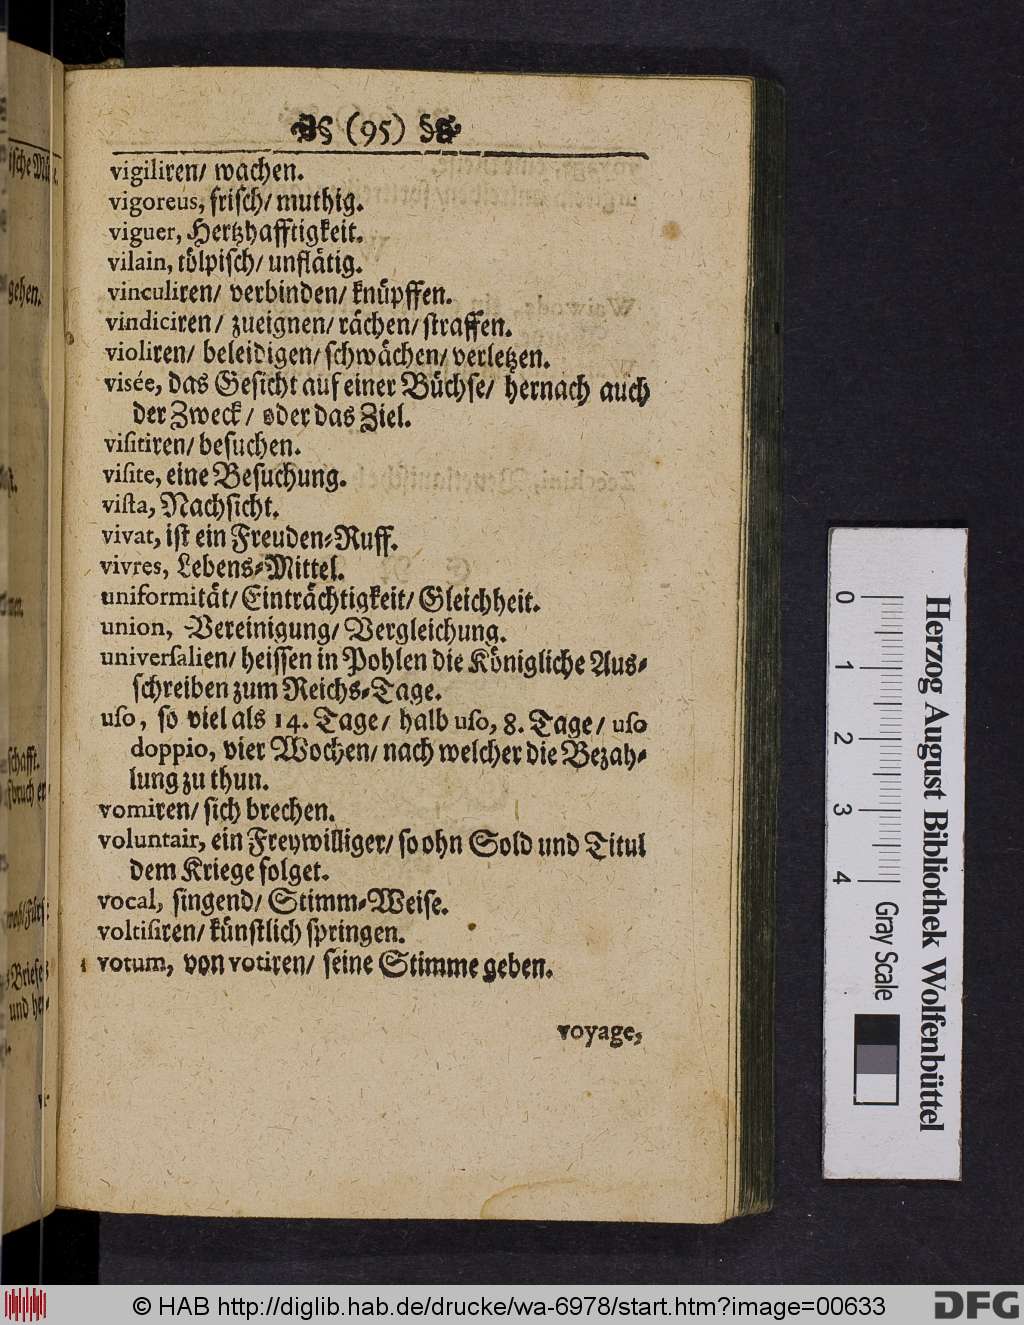 (95)
vigiliren/ wachen.
vigoreus, frisch/ muthig.
viguer, Hertzhafftigkeit.
vilain, tölpisch/ unflätig.
vinculiren/ verbinden/ knüpffen.
vindiciren/ zueignen/ rächen/ straffen.
violiren/ beleidigen/ schwächen/ verletzen.
visée, das Gesicht auf einer Büchse/ hernach auch
der Zweck/ oder das Ziel.
visitiren/ besuchen.
visite, eine Besuchung.
vista, Nachsicht.
vivat, ist ein Freuden-Ruff.
vivres, Lebens-Mittel.
uniformität/ Einträchtigkeit/ Gleichheit.
union, Vereinigung/ Vergleichung.
universalien/ heissen in Pohlen die Königliche Aus-
schreiben zum Reichs-Tage.
uso, so viel als 14. Tage/ halb uso, 8. Tage/ uso
doppio, vier Wochen/ nach welcher die Bezah-
lung zu thun.
vomiren/ sich brechen.
voluntair, ein Freywilliger/ so ohn Sold und Titul
dem Kriege folget.
vocal, singend/ Stimm-Weise.
voltisiren/ künstlich springen.
votum, von votiren/ seine Stimme geben.
voyage,
ische
gehen.
schafft.
Briefe
und
0 1 2 3 4
Gray Scale
Herzog August Bibliothek Wolfenbüttel
© HAB http://diglib.hab.de/drucke/wa-6978/start.htm?image=00633
DFG